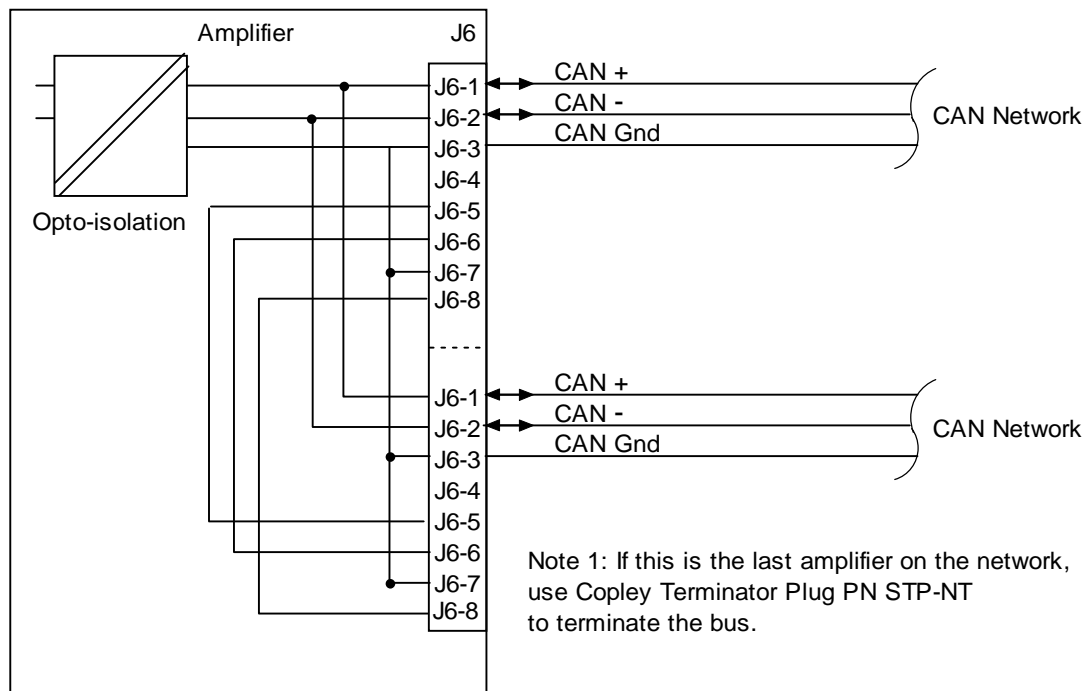 Amplifier
J6
Opto-isolation
J6-1
J6-2
J6-3
J6-4
J6-5
J6-6
J6-7
J6-8
CAN +
CAN -
CAN Gnd
CAN Network
J6-1
J6-2
J6-3
J6-4
J6-5
J6-6
J6-7
J6-8
CAN +
CAN -
CAN Gnd
CAN Network
Note 1: If this is the last amplifier on the network,
use Copley Terminator Plug PN STP-NT
to terminate the bus.